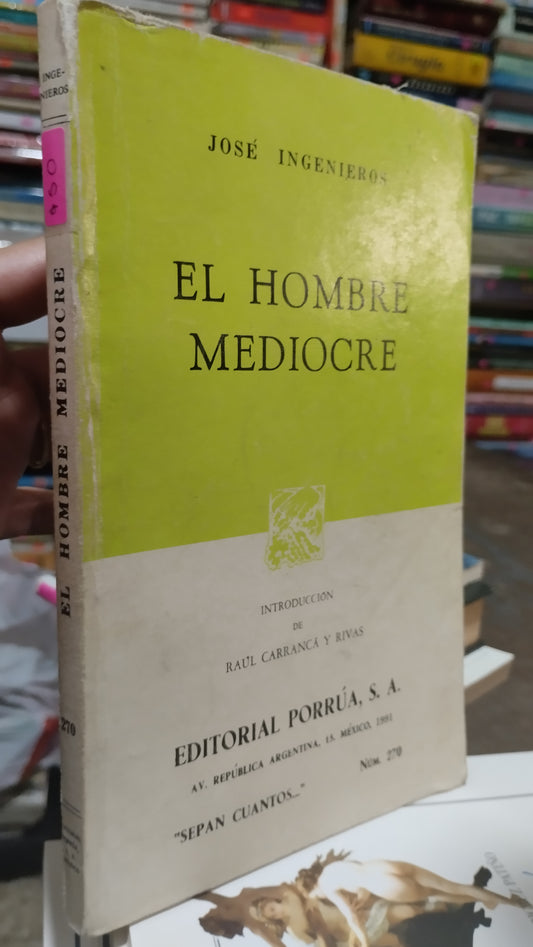 JOSÉ INGENIEROS
EL HOMBRE
MEDIOCRE
INTRODUCCIÓN
DE
RAÚL CARRANCÁ Y RIVAS
EDITORIAL PORRÚA, S. A.
AV. REPÚBLICA ARGENTINA, 15. MÉXICO, 1991
"SEPAN CUANTOS..." NÚM. 270
INGE-
NIEROS
EL HOMBRE MEDIOCRE
270